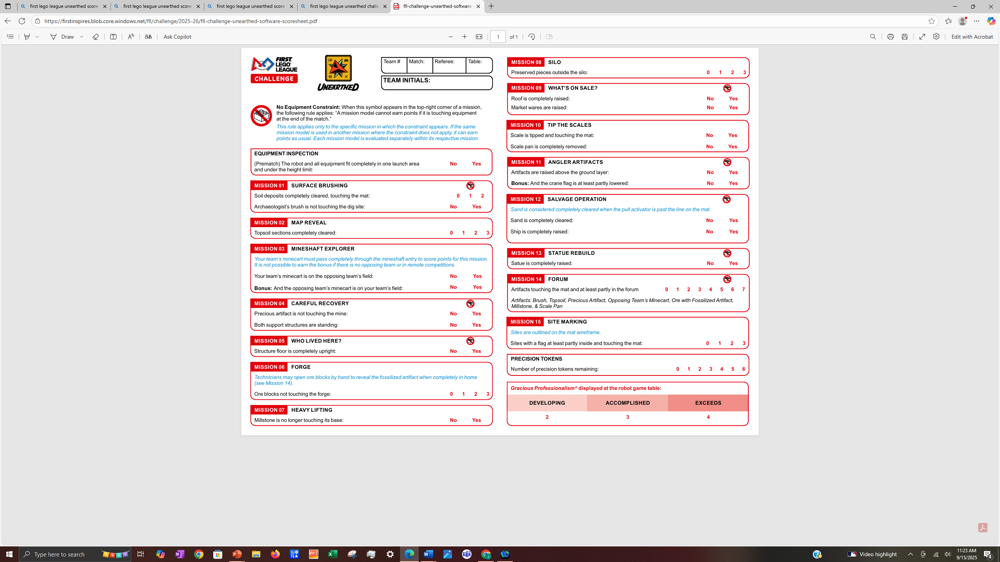 first lego league unearthed score
first lego league unearthed score
first lego league unearthed score
first lego league unearthed challe
fll-challenge-unearthed-software-
https://firstinspires.blob.core.windows.net/fll/challenge/2025-26/fll-challenge-unearthed-software-scoresheet.pdf
Draw
Ask Copilot
1 of 1
Edit with Acrobat
FIRST
LEGO
LEAGUE
CHALLENGE
UNEARTHED
Team #
Match:
Referee:
Table:
TEAM INITIALS:
No Equipment Constraint: When this symbol appears in the top-right corner of a mission,
the following rule applies: “A mission model cannot earn points if it is touching equipment
at the end of the match.”
This rule applies only to the specific mission in which the constraint appears. If the same
mission model is used in another mission where the constraint does not apply, it can earn
points as usual. Each mission model is evaluated separately within its respective mission.
EQUIPMENT INSPECTION
(Prematch) The robot and all equipment fit completely in one launch area No Yes
and under the height limit:
MISSION 01 SURFACE BRUSHING
Soil deposits completely cleared, touching the mat: 0 1 2
Archaeologist’s brush is not touching the dig site: No Yes
MISSION 02 MAP REVEAL
Topsoil sections completely cleared: 0 1 2 3
MISSION 03 MINESHAFT EXPLORER
Your team’s minecart must pass completely through the mineshaft entry to score points for this mission.
It is not possible to earn the bonus if there is no opposing team or in remote competitions.
Your team’s minecart is on the opposing team’s field: No Yes
Bonus: And the opposing team’s minecart is on your team’s field: No Yes
MISSION 04 CAREFUL RECOVERY
Precious artifact is not touching the mine: No Yes
Both support structures are standing: No Yes
MISSION 05 WHO LIVED HERE?
Structure floor is completely upright: No Yes
MISSION 06 FORGE
Technicians may open ore blocks by hand to reveal the fossilized artifact when completely in home
(see Mission 14).
Ore blocks not touching the forge: 0 1 2 3
MISSION 07 HEAVY LIFTING
Millstone is no longer touching its base: No Yes
MISSION 08 SILO
Preserved pieces outside the silo: 0 1 2 3
MISSION 09 WHAT’S ON SALE?
Roof is completely raised: No Yes
Market wares are raised: No Yes
MISSION 10 TIP THE SCALES
Scale is tipped and touching the mat: No Yes
Scale pan is completely removed: No Yes
MISSION 11 ANGLER ARTIFACTS
Artifacts are raised above the ground layer: No Yes
Bonus: And the crane flag is at least partly lowered: No Yes
MISSION 12 SALVAGE OPERATION
Sand is considered completely cleared when the pull activator is past the line on the mat.
Sand is completely cleared: No Yes
Ship is completely raised: No Yes
MISSION 13 STATUE REBUILD
Satue is completely raised: No Yes
MISSION 14 FORUM
Artifacts touching the mat and at least partly in the forum 0 1 2 3 4 5 6 7
Artifacts: Brush, Topsoil, Precious Artifact, Opposing Team’s Minecart, Ore with Fossilized Artifact,
Millstone, & Scale Pan
MISSION 15 SITE MARKING
Sites are outlined on the mat wireframe.
Sites with a flag at least partly inside and touching the mat: 0 1 2 3
PRECISION TOKENS
Number of precision tokens remaining: 0 1 2 3 4 5 6
Gracious Professionalism® displayed at the robot game table:
DEVELOPING ACCOMPLISHED EXCEEDS
2 3 4
Type here to search
CC4
Video highlight
11:23 AM
9/15/2025
4